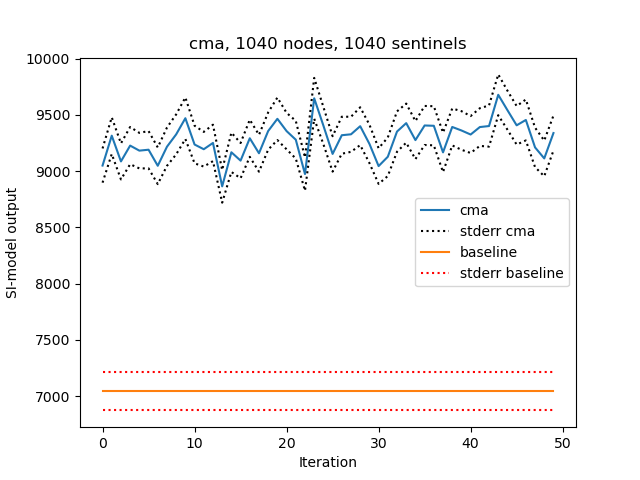 cma, 1040 nodes, 1040 sentinels
10000
9500
9000
8500
8000
7500
7000
SI-model output
cma
stderr cma
baseline
stderr baseline
0 10 20 30 40 50
Iteration